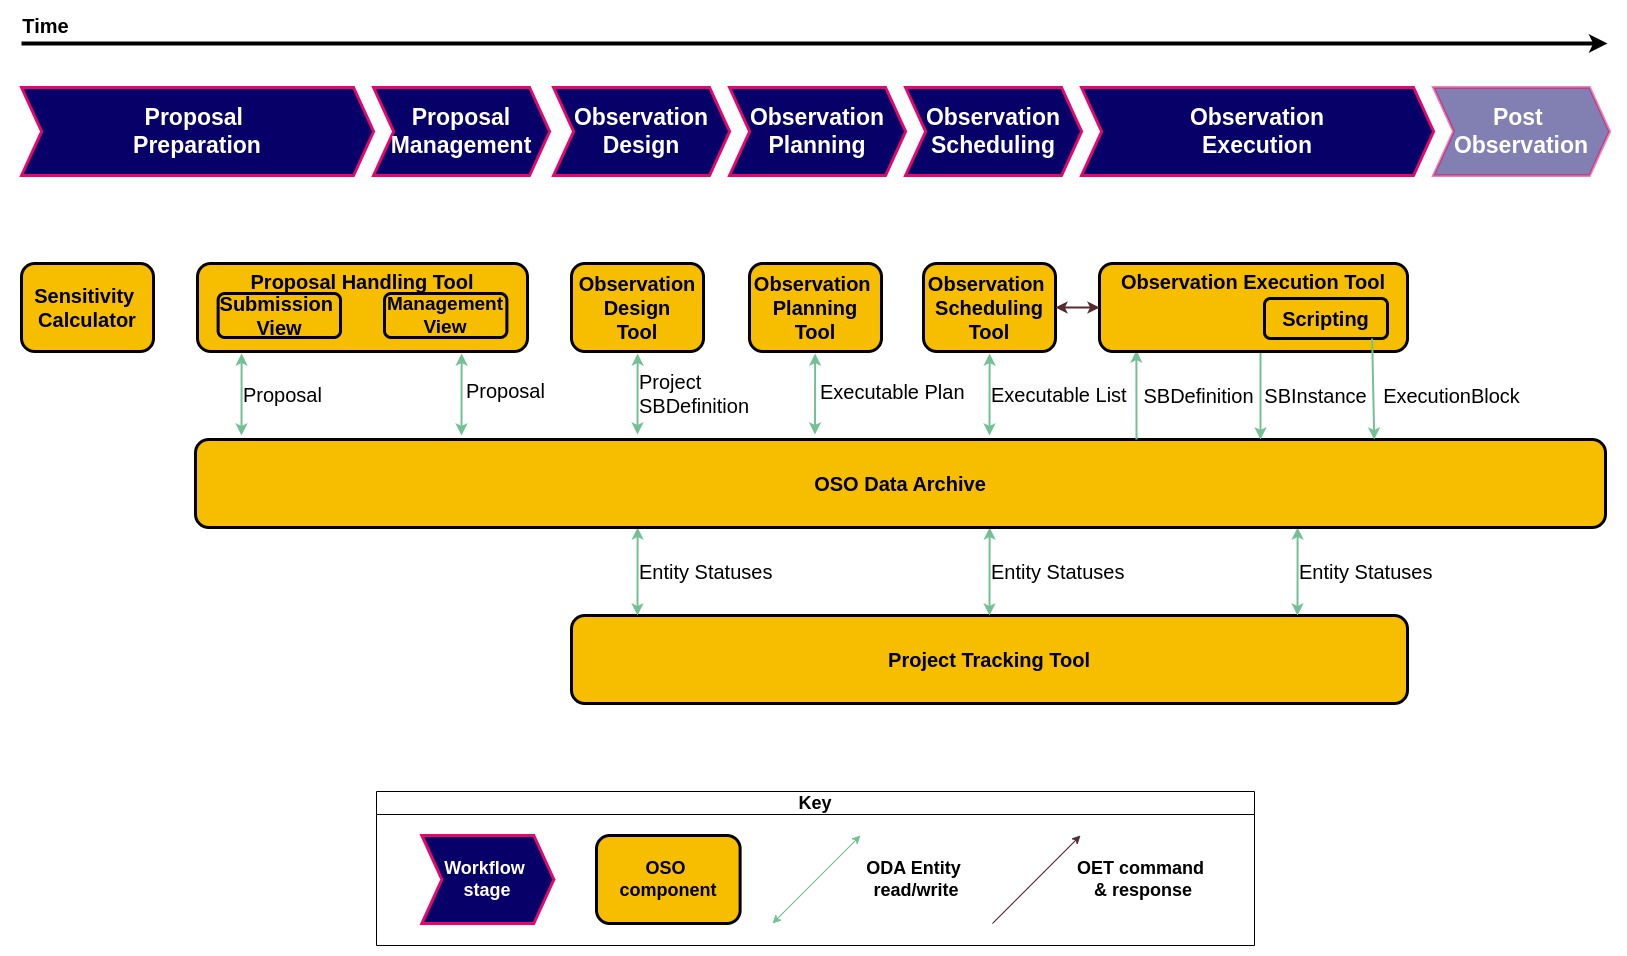 Time
Proposal
Preparation
Proposal
Management
Observation
Design
Observation
Planning
Observation
Scheduling
Observation
Execution
Post
Observation
Sensitivity
Calculator
Proposal Handling Tool
Submission
View
Management
View
Observation
Design
Tool
Observation
Planning
Tool
Observation
Scheduling
Tool
Observation Execution Tool
Scripting
Proposal
Proposal
Project
SBDefinition
Executable Plan
Executable List
SBDefinition
SBInstance
ExecutionBlock
OSO Data Archive
Entity Statuses
Entity Statuses
Entity Statuses
Project Tracking Tool
Key
Workflow
stage
OSO
component
ODA Entity
read/write
OET command
& response